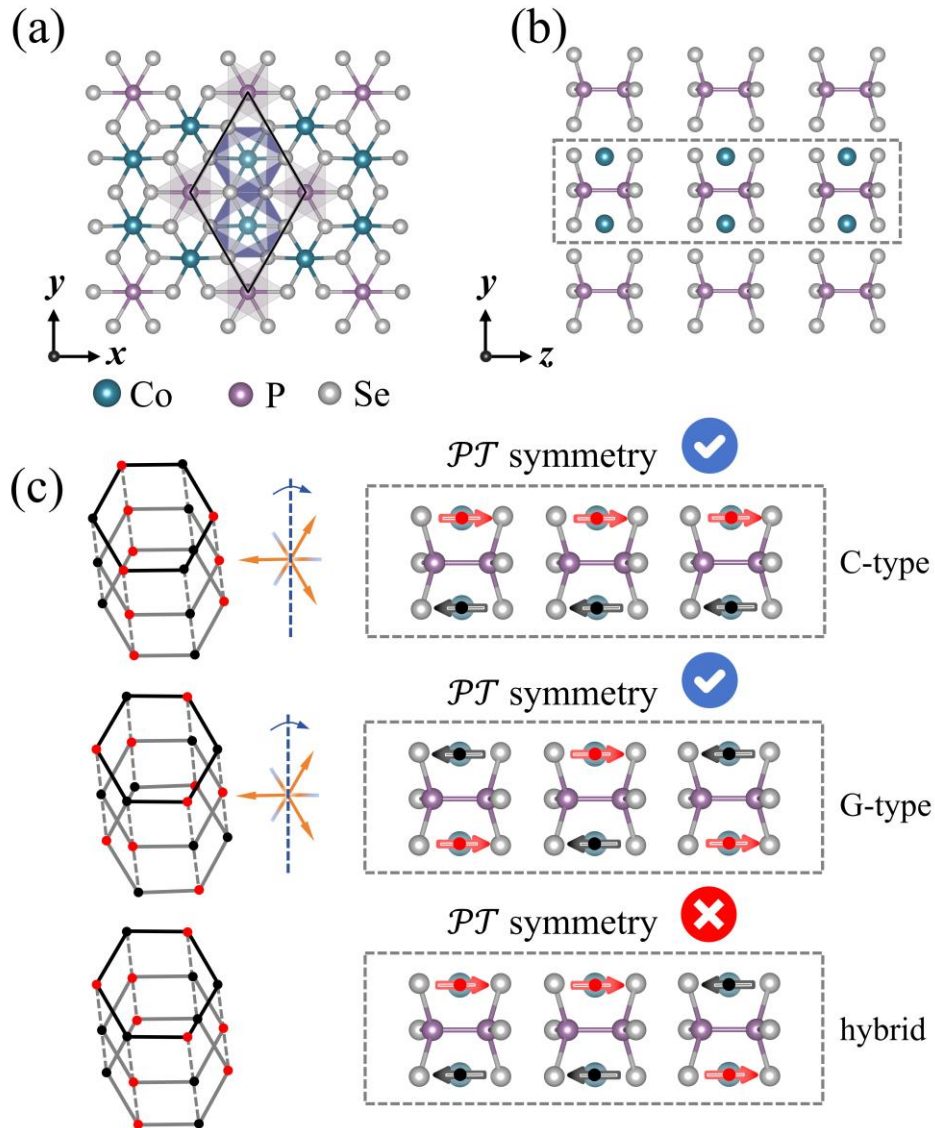 (a)
(b)
y
x
y
z
Co P Se
(c)
𝒫𝒯 symmetry
C-type
𝒫𝒯 symmetry
G-type
𝒫𝒯 symmetry
hybrid